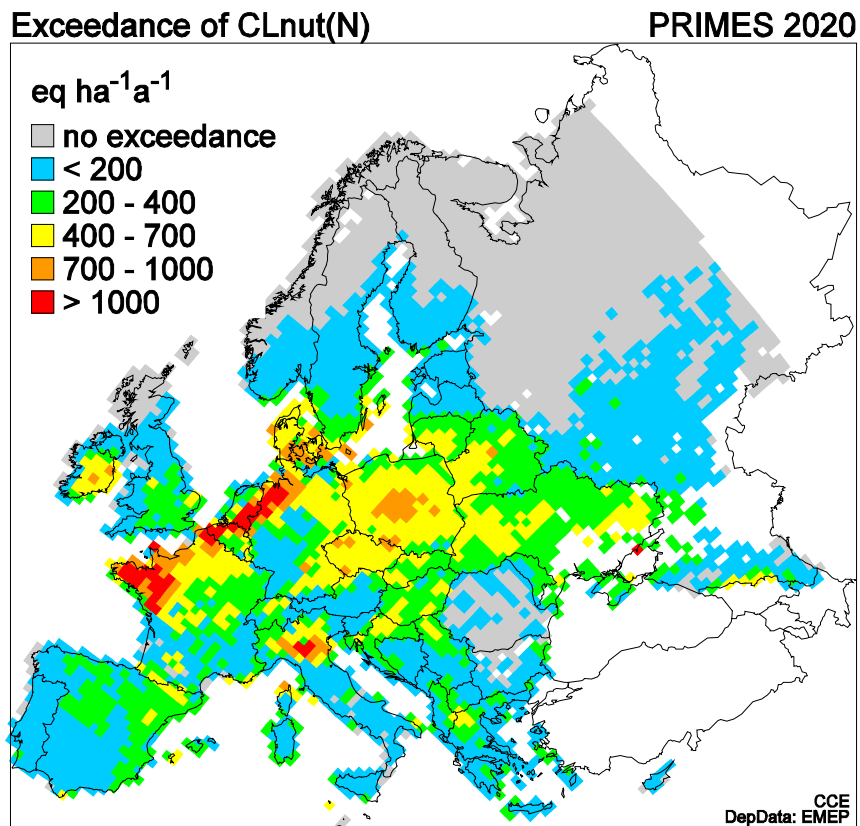 Exceedance of CLnut(N) PRIMES 2020
eq ha⁻¹a⁻¹
no exceedance
< 200
200 - 400
400 - 700
700 - 1000
> 1000
CCE
DepData: EMEP